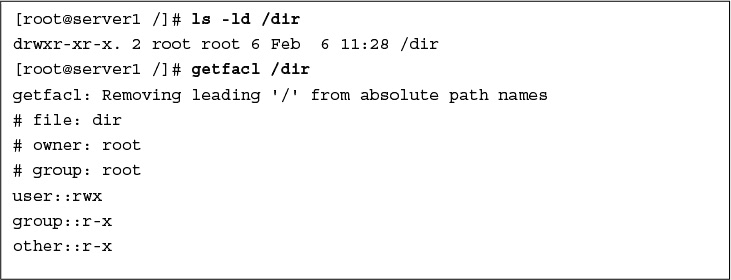 [root@server1 /]# ls -ld /dir
drwxr-xr-x. 2 root root 6 Feb  6 11:28 /dir
[root@server1 /]# getfacl /dir
getfacl: Removing leading '/' from absolute path names
# file: dir
# owner: root
# group: root
user::rwx
group::r-x
other::r-x